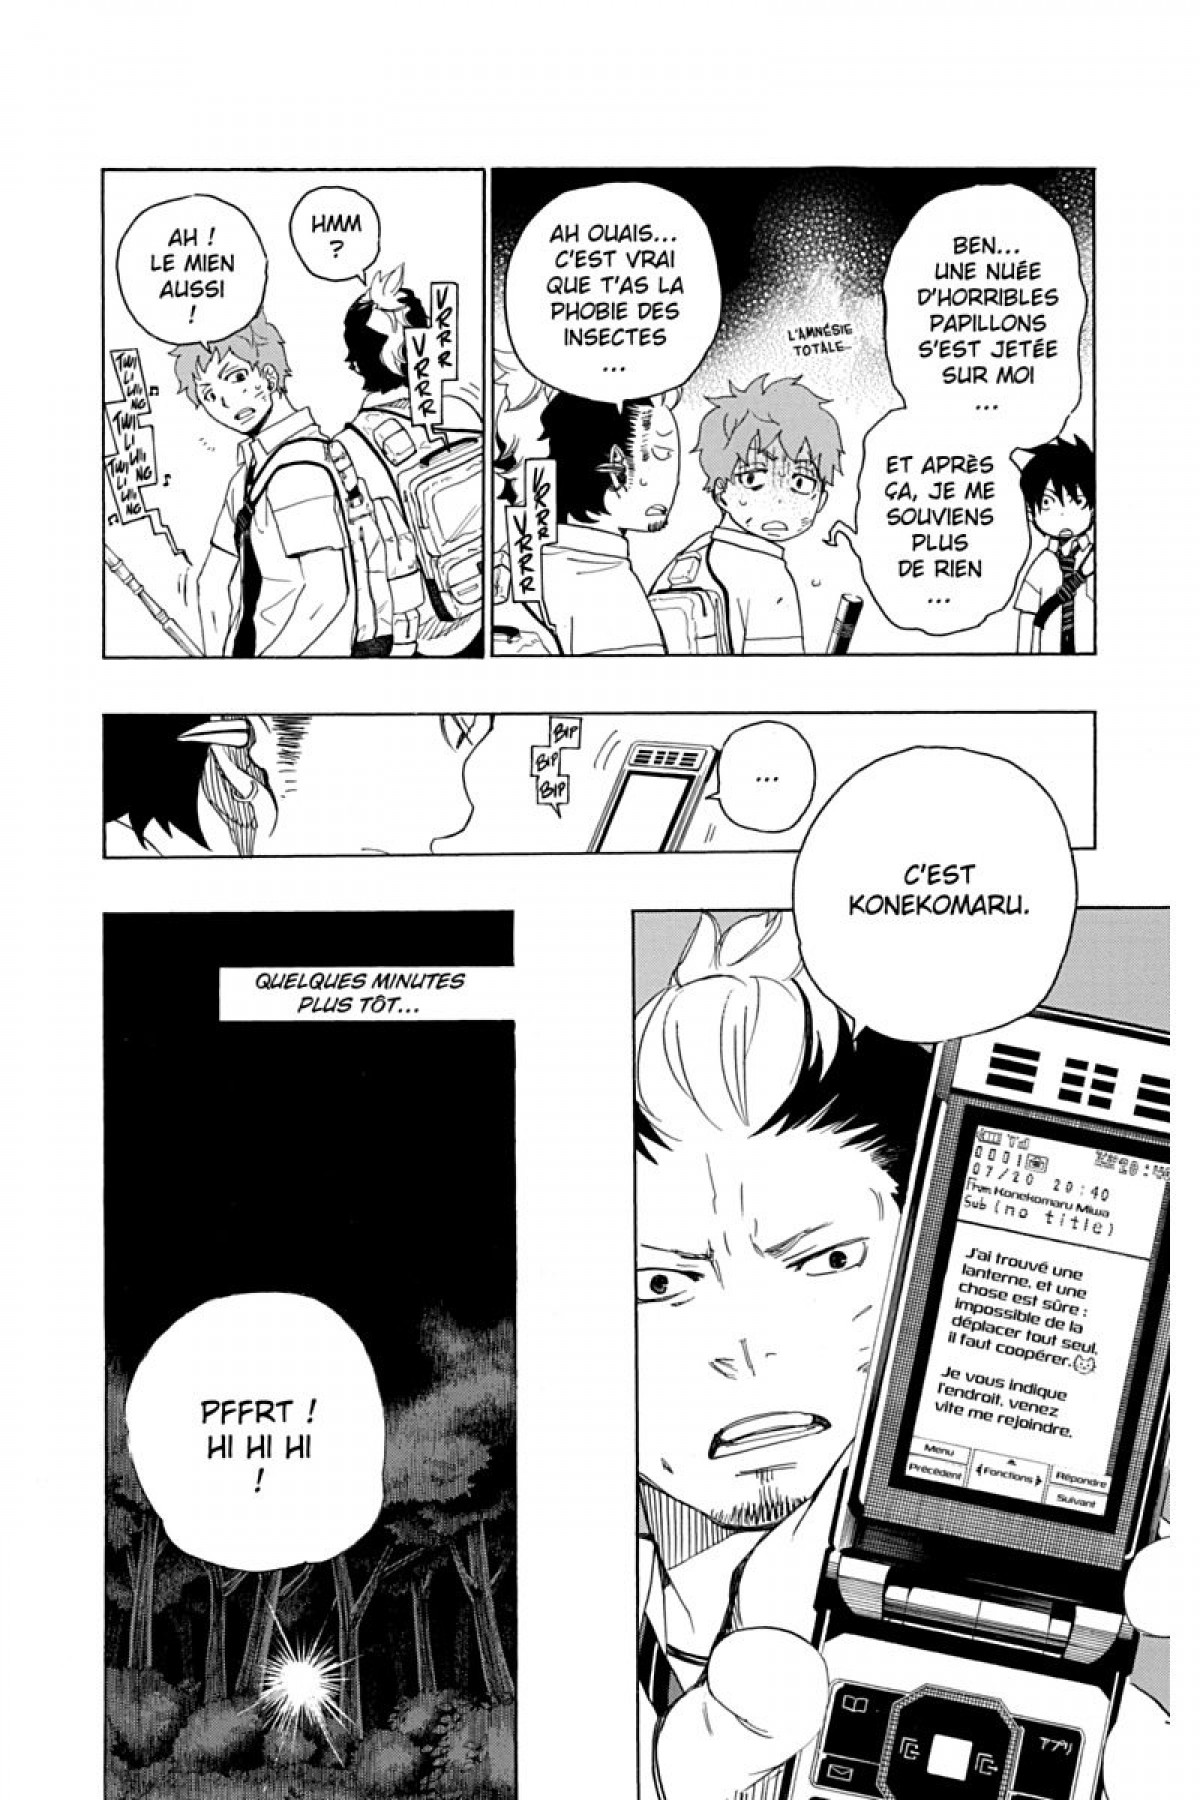 BEN...
UNE NUÉE
D'HORRIBLES
PAPILLONS
S'EST JETÉE
SUR MOI
...
ET APRÈS
ÇA, JE ME
SOUVIENS
PLUS
DE RIEN
...
L'AMNÉSIE
TOTALE...
AH OUAIS...
C'EST VRAI
QUE T'AS LA
PHOBIE DES
INSECTES
...
VRRR
VRRR
HMM
?
VRRR
VRRR
AH !
LE MIEN
AUSSI
!
...
BIP
BIP
BIP
C'EST
KONEKOMARU.
0001
07/20 20:40
From Konekomaru Miwa
Sub (no title)
J'ai trouvé une
lanterne, et une
chose est sûre :
impossible de la
déplacer tout seul,
il faut coopérer.
Je vous indique
l'endroit, venez
vite me rejoindre.
Menu
Précédent
Fonctions
Répondre
Suivant
アプリ
QUELQUES MINUTES
PLUS TÔT...
PFFRT !
HI HI HI
!